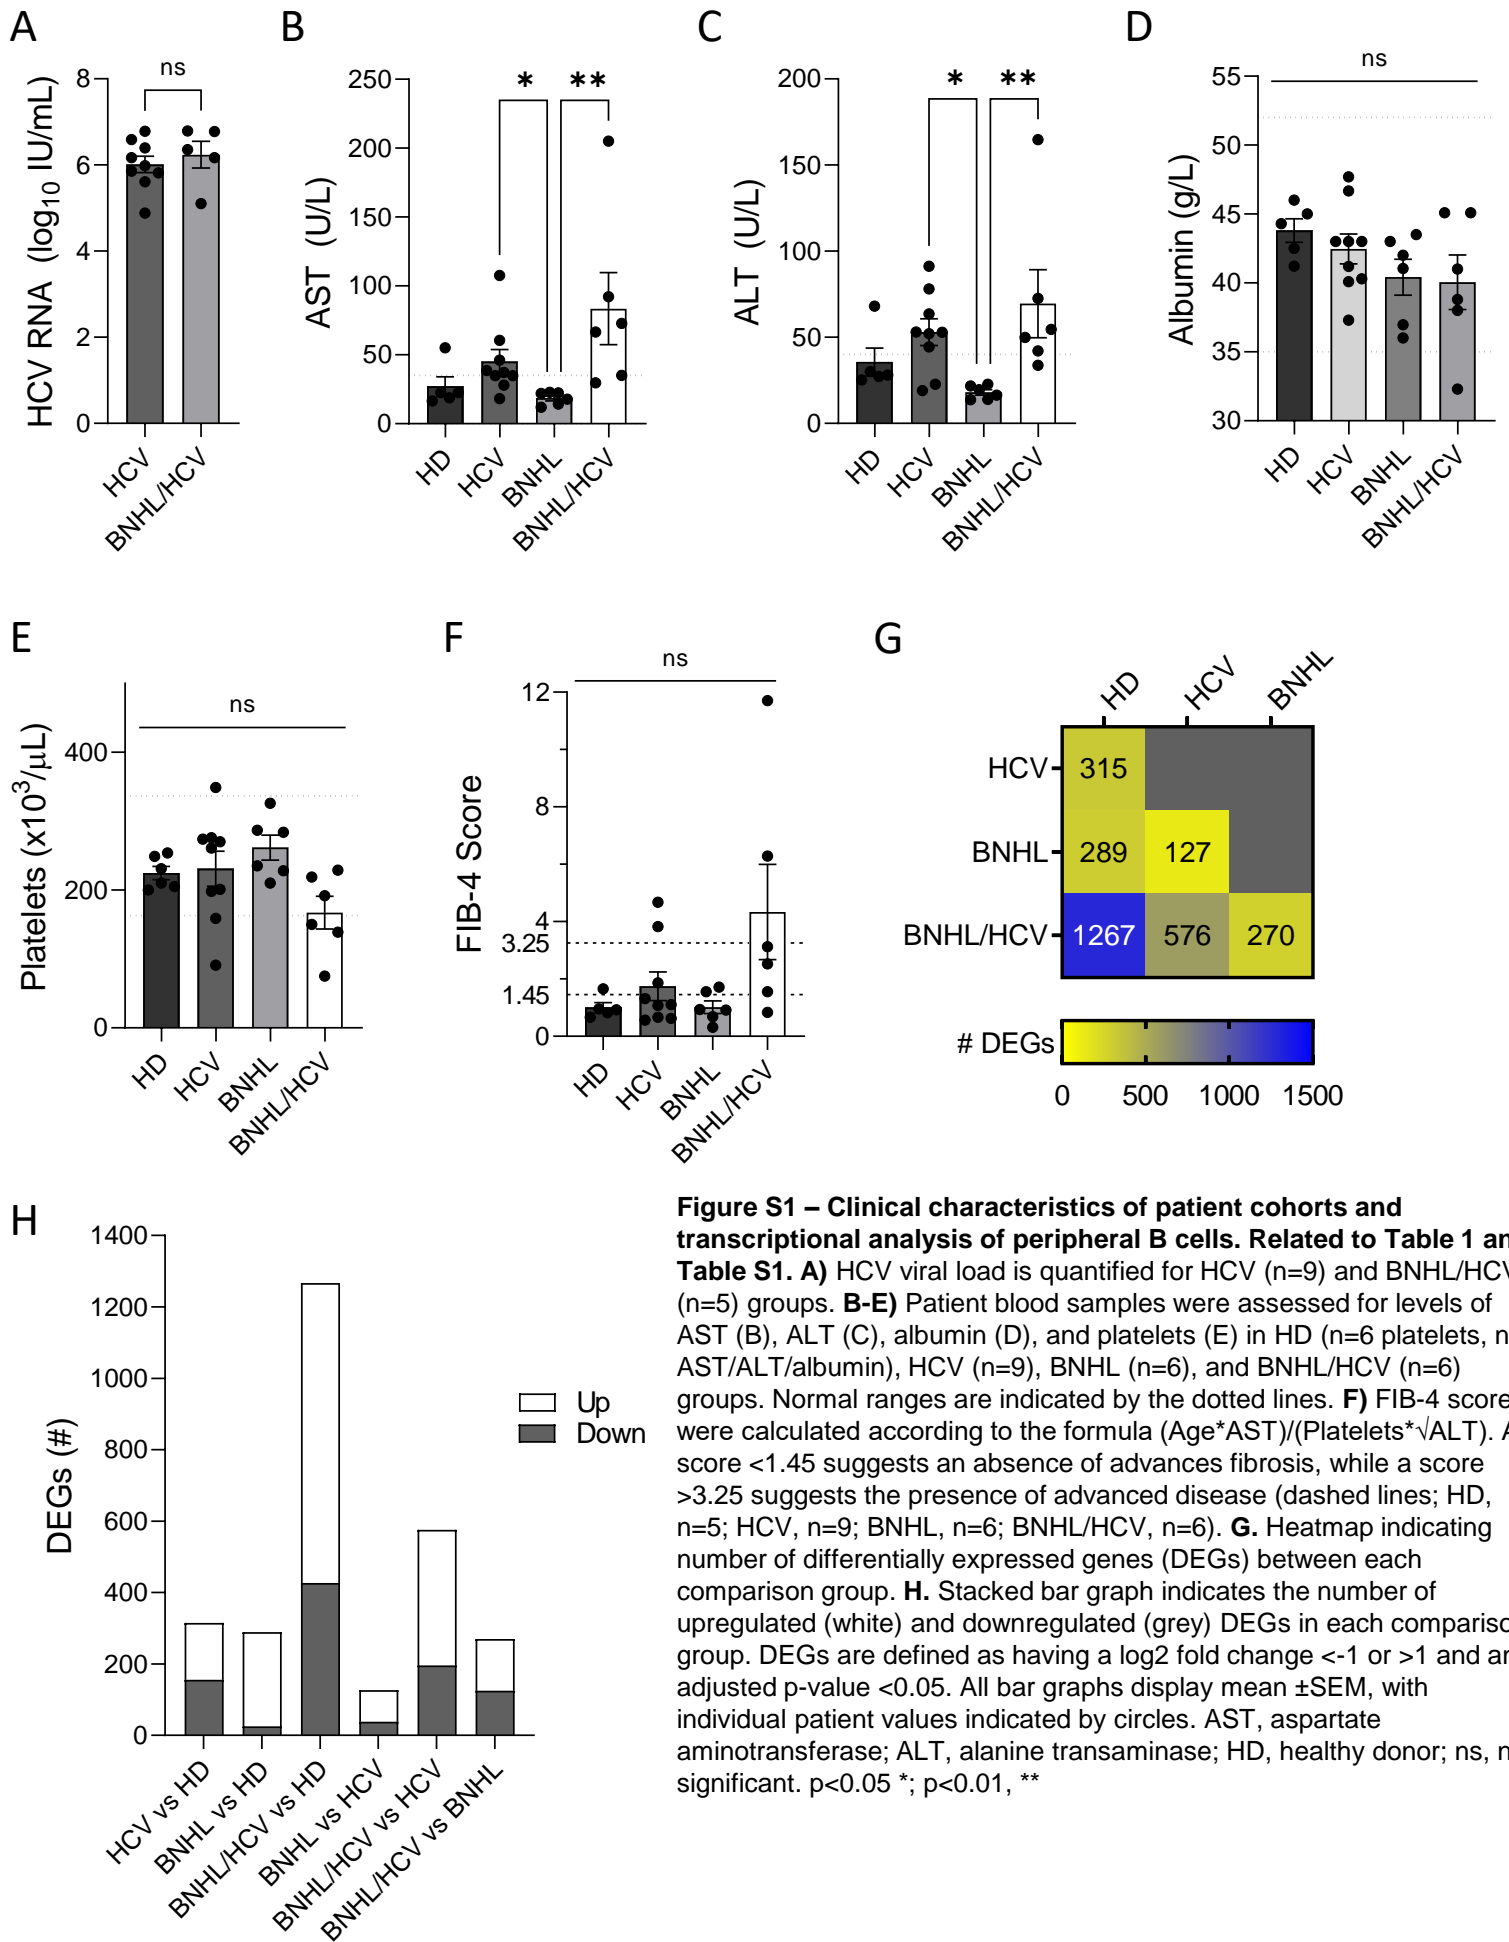 A
HCV RNA (log10 IU/mL)
8
6
4
2
0
ns
HCV
BNHL/HCV
B
AST (U/L)
250
200
150
100
50
0
*
**
HD
HCV
BNHL
BNHL/HCV
C
ALT (U/L)
200
150
100
50
0
*
**
HD
HCV
BNHL
BNHL/HCV
D
Albumin (g/L)
55
50
45
40
35
30
ns
HD
HCV
BNHL
BNHL/HCV
E
Platelets (x10³/µL)
400
200
0
ns
HD
HCV
BNHL
BNHL/HCV
F
FIB-4 Score
12
8
4
3.25
1.45
0
ns
HD
HCV
BNHL
BNHL/HCV
G
HD
HCV
BNHL
HCV
315
BNHL
289
127
BNHL/HCV
1267
576
270
# DEGs
0
500
1000
1500
H
DEGs (#)
1400
1200
1000
800
600
400
200
0
Up
Down
HCV vs HD
BNHL vs HD
BNHL/HCV vs HD
BNHL vs HCV
BNHL/HCV vs HCV
BNHL/HCV vs BNHL
Figure S1 – Clinical characteristics of patient cohorts and
transcriptional analysis of peripheral B cells. Related to Table 1 an
Table S1. A) HCV viral load is quantified for HCV (n=9) and BNHL/HCV
(n=5) groups. B-E) Patient blood samples were assessed for levels of
AST (B), ALT (C), albumin (D), and platelets (E) in HD (n=6 platelets, n
AST/ALT/albumin), HCV (n=9), BNHL (n=6), and BNHL/HCV (n=6)
groups. Normal ranges are indicated by the dotted lines. F) FIB-4 score
were calculated according to the formula (Age*AST)/(Platelets*√ALT). A
score <1.45 suggests an absence of advances fibrosis, while a score
>3.25 suggests the presence of advanced disease (dashed lines; HD,
n=5; HCV, n=9; BNHL, n=6; BNHL/HCV, n=6). G. Heatmap indicating
number of differentially expressed genes (DEGs) between each
comparison group. H. Stacked bar graph indicates the number of
upregulated (white) and downregulated (grey) DEGs in each compariso
group. DEGs are defined as having a log2 fold change <-1 or >1 and an
adjusted p-value <0.05. All bar graphs display mean ±SEM, with
individual patient values indicated by circles. AST, aspartate
aminotransferase; ALT, alanine transaminase; HD, healthy donor; ns, n
significant. p<0.05 *; p<0.01, **